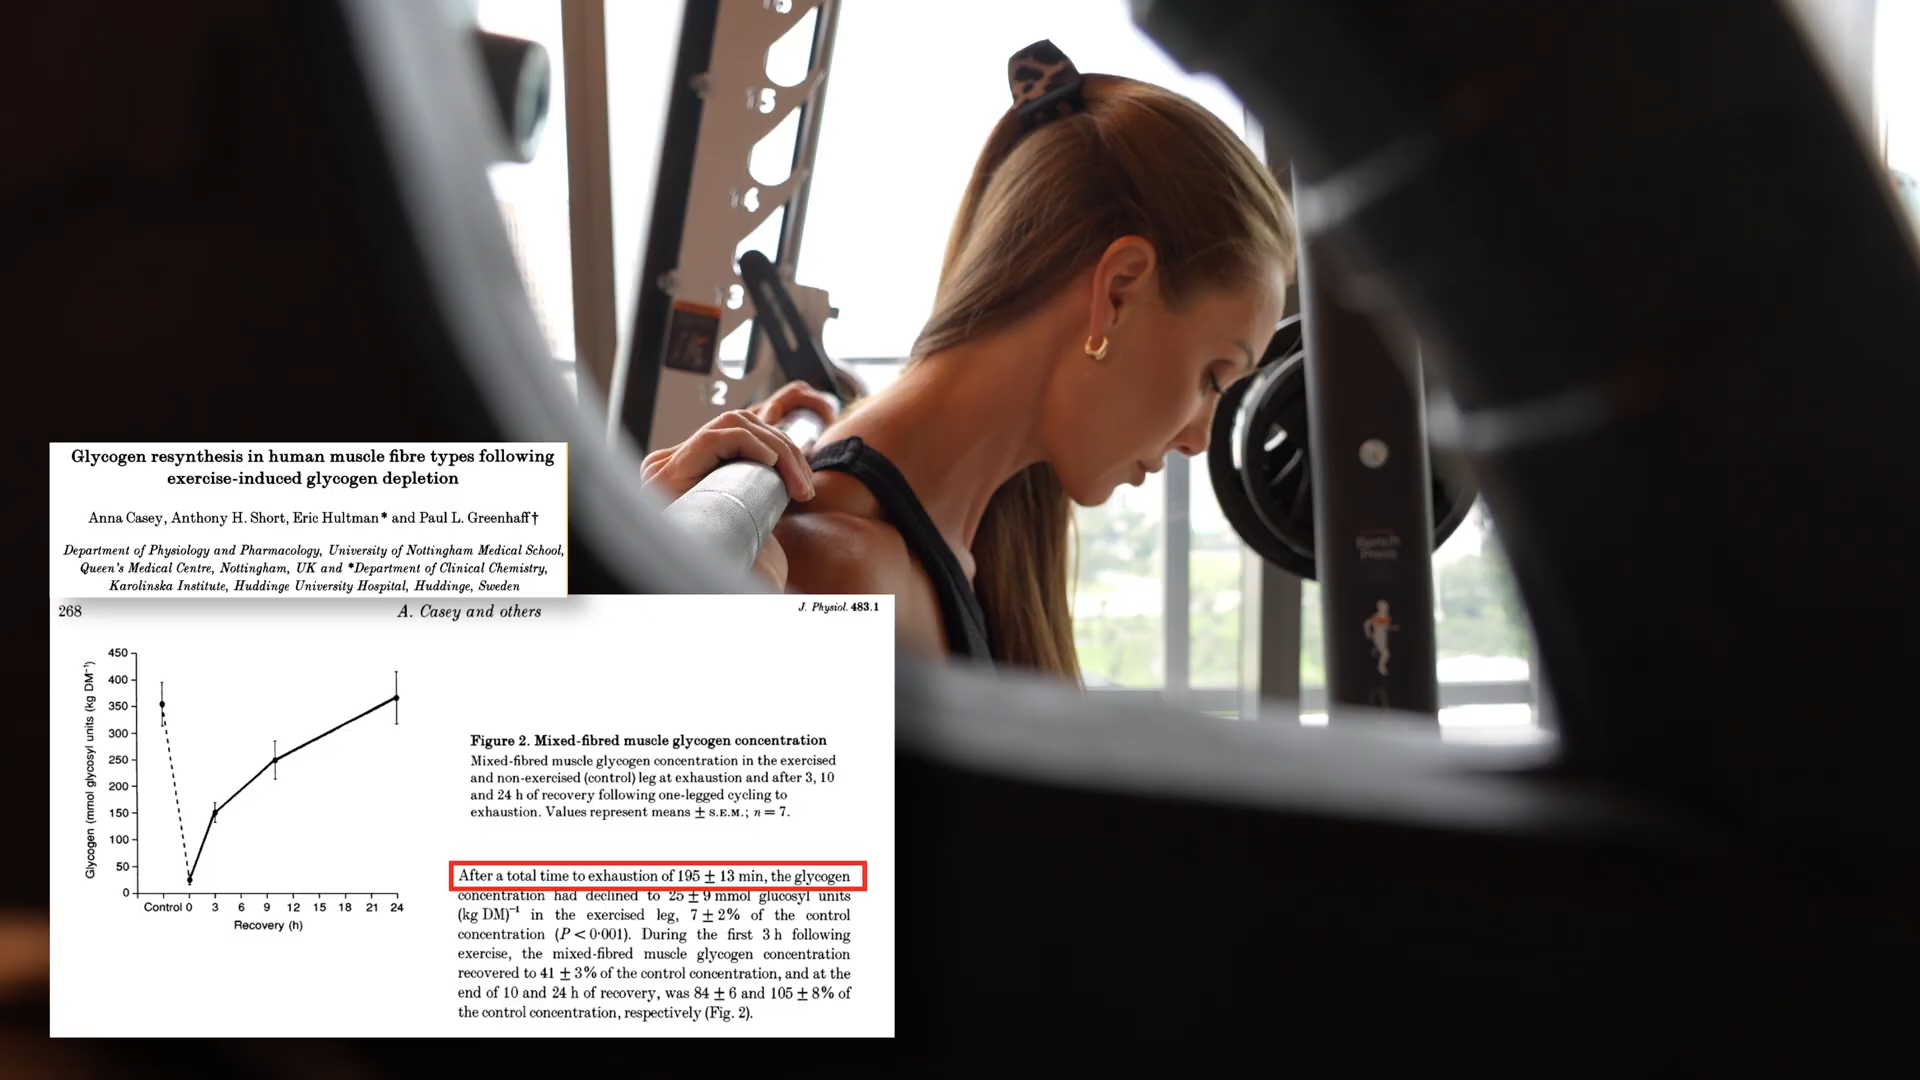 15
14
3
2
Bench
Press
Glycogen resynthesis in human muscle fibre types following
exercise-induced glycogen depletion
Anna Casey, Anthony H. Short, Eric Hultman* and Paul L. Greenhaff†
Department of Physiology and Pharmacology, University of Nottingham Medical School,
Queen's Medical Centre, Nottingham, UK and *Department of Clinical Chemistry,
Karolinska Institute, Huddinge University Hospital, Huddinge, Sweden
268
A. Casey and others
J. Physiol. 483.1
Glycogen (mmol glycosyl units (kg DM)⁻¹)
450
400
350
300
250
200
150
100
50
0
Control 0 3 6 9 12 15 18 21 24
Recovery (h)
Figure 2. Mixed-fibred muscle glycogen concentration
Mixed-fibred muscle glycogen concentration in the exercised
and non-exercised (control) leg at exhaustion and after 3, 10
and 24 h of recovery following one-legged cycling to
exhaustion. Values represent means ± S.E.M.; n = 7.
After a total time to exhaustion of 195 ± 13 min, the glycogen
concentration had declined to 25 ± 9 mmol glucosyl units
(kg DM)⁻¹ in the exercised leg, 7 ± 2% of the control
concentration (P < 0·001). During the first 3 h following
exercise, the mixed-fibred muscle glycogen concentration
recovered to 41 ± 3% of the control concentration, and at the
end of 10 and 24 h of recovery, was 84 ± 6 and 105 ± 8% of
the control concentration, respectively (Fig. 2).